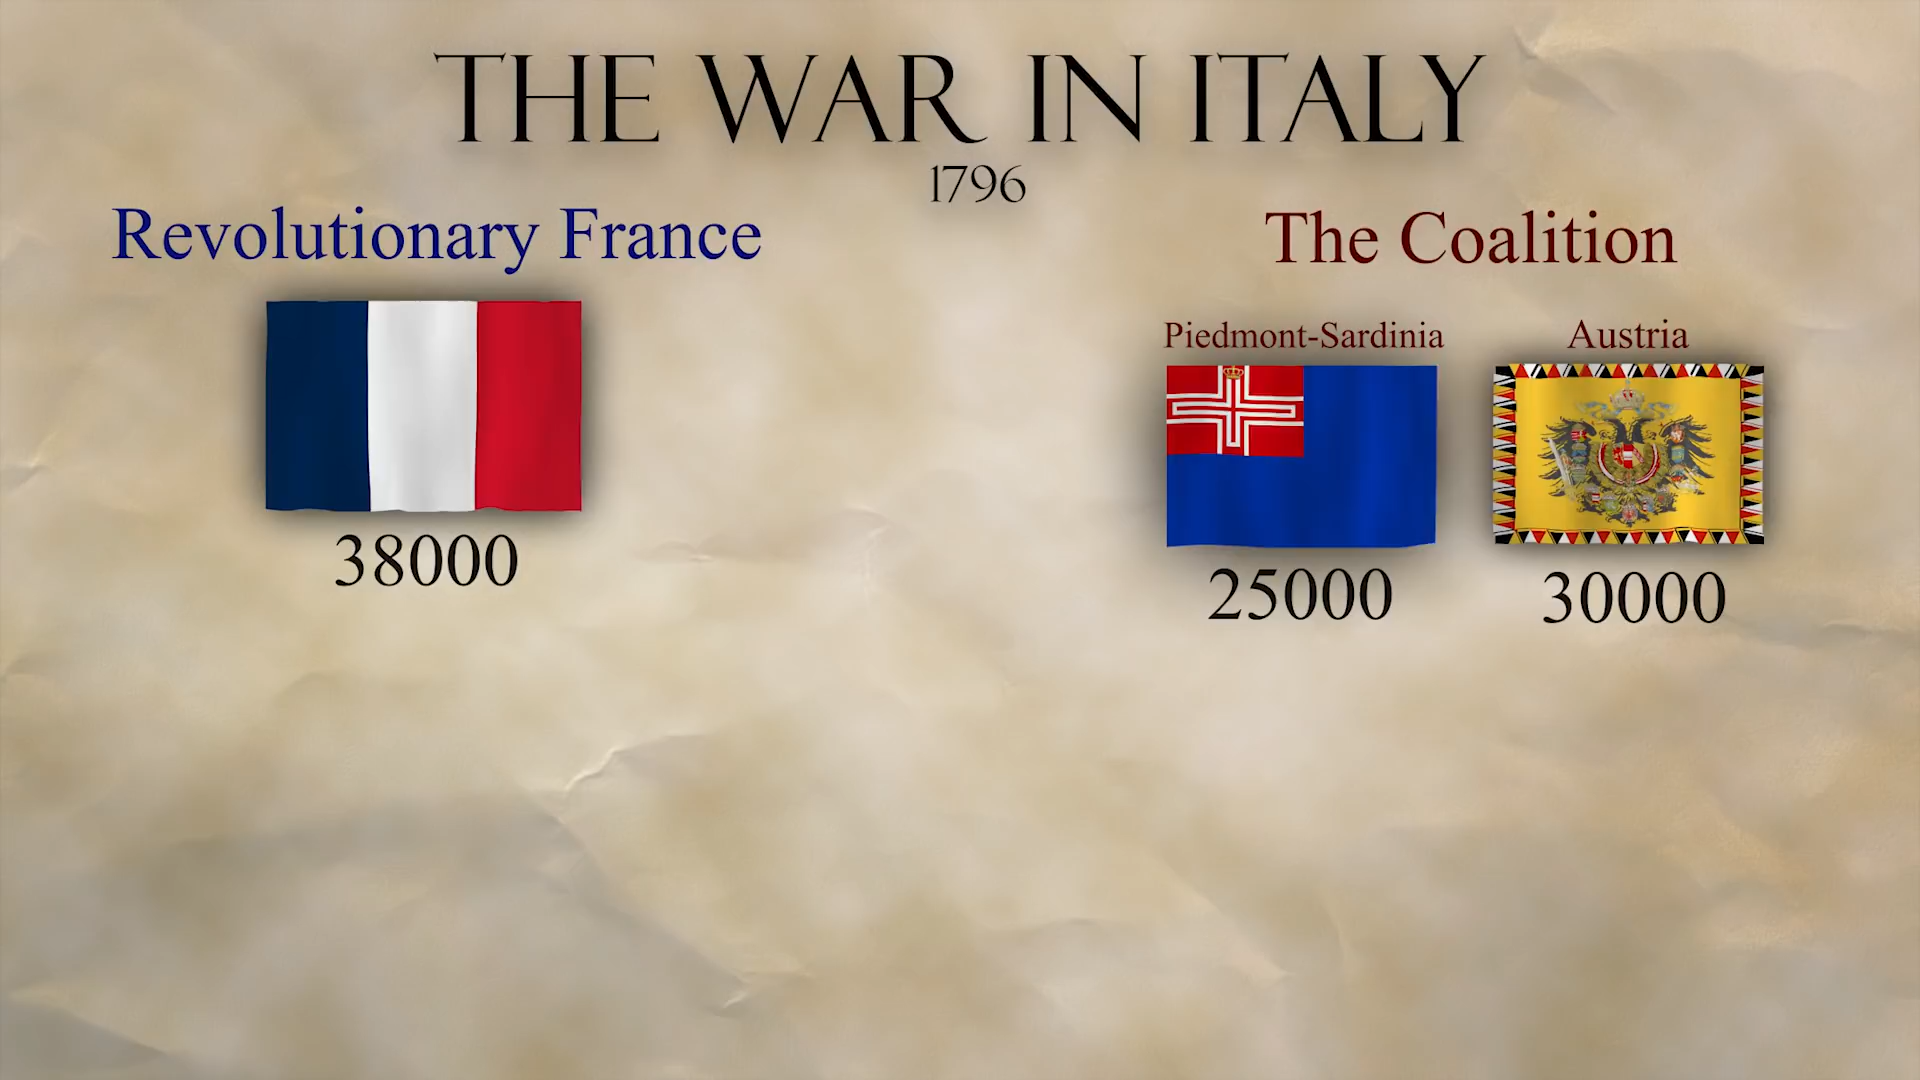 THE WAR IN ITALY
1796
Revolutionary France
The Coalition
Piedmont-Sardinia
Austria
38000
25000
30000